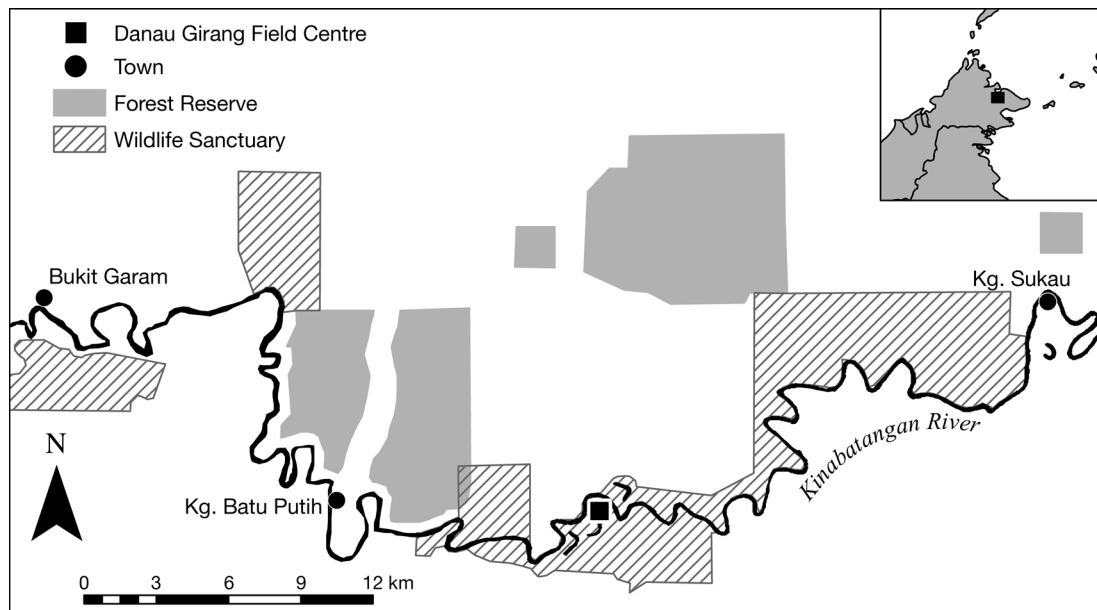 Danau Girang Field Centre
Town
Forest Reserve
Wildlife Sanctuary
Bukit Garam
Kg. Sukau
Kinabatangan River
N
Kg. Batu Putih
0 3 6 9 12 km